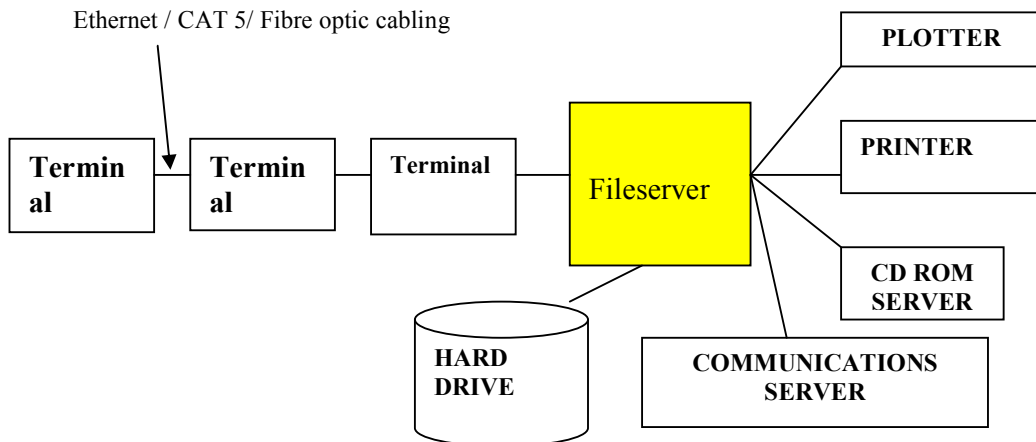 Ethernet / CAT 5/ Fibre optic cabling
PLOTTER
Termin
al
Termin
al
Terminal
Fileserver
PRINTER
CD ROM
SERVER
HARD
DRIVE
COMMUNICATIONS
SERVER